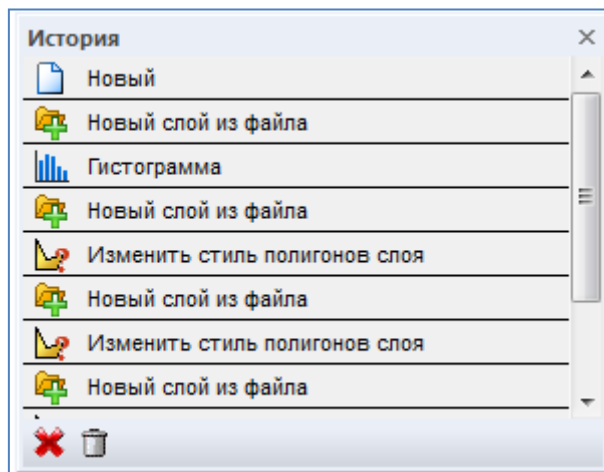 История
Новый
Новый слой из файла
Гистограмма
Новый слой из файла
Изменить стиль полигонов слоя
Новый слой из файла
Изменить стиль полигонов слоя
Новый слой из файла